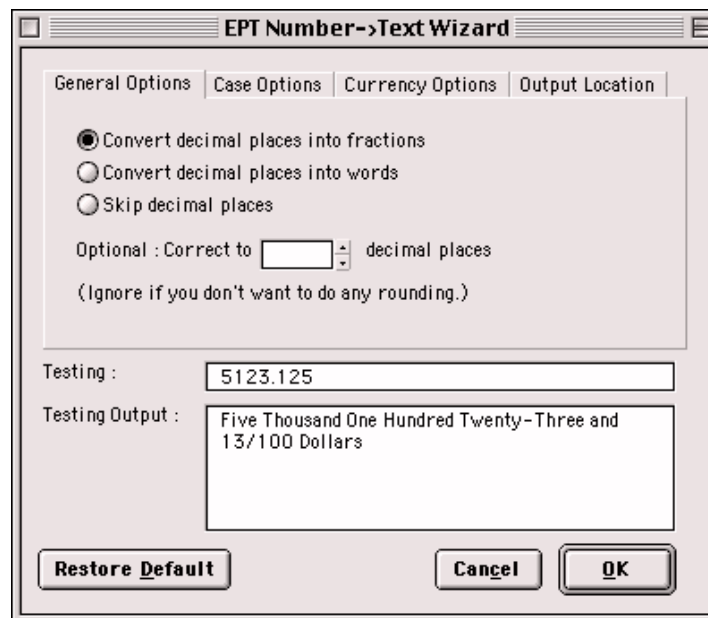 EPT Number->Text Wizard
General Options
Case Options
Currency Options
Output Location
Convert decimal places into fractions
Convert decimal places into words
Skip decimal places
Optional : Correct to decimal places
(Ignore if you don't want to do any rounding.)
Testing :
5123.125
Testing Output :
Five Thousand One Hundred Twenty-Three and
13/100 Dollars
Restore Default
Cancel
OK